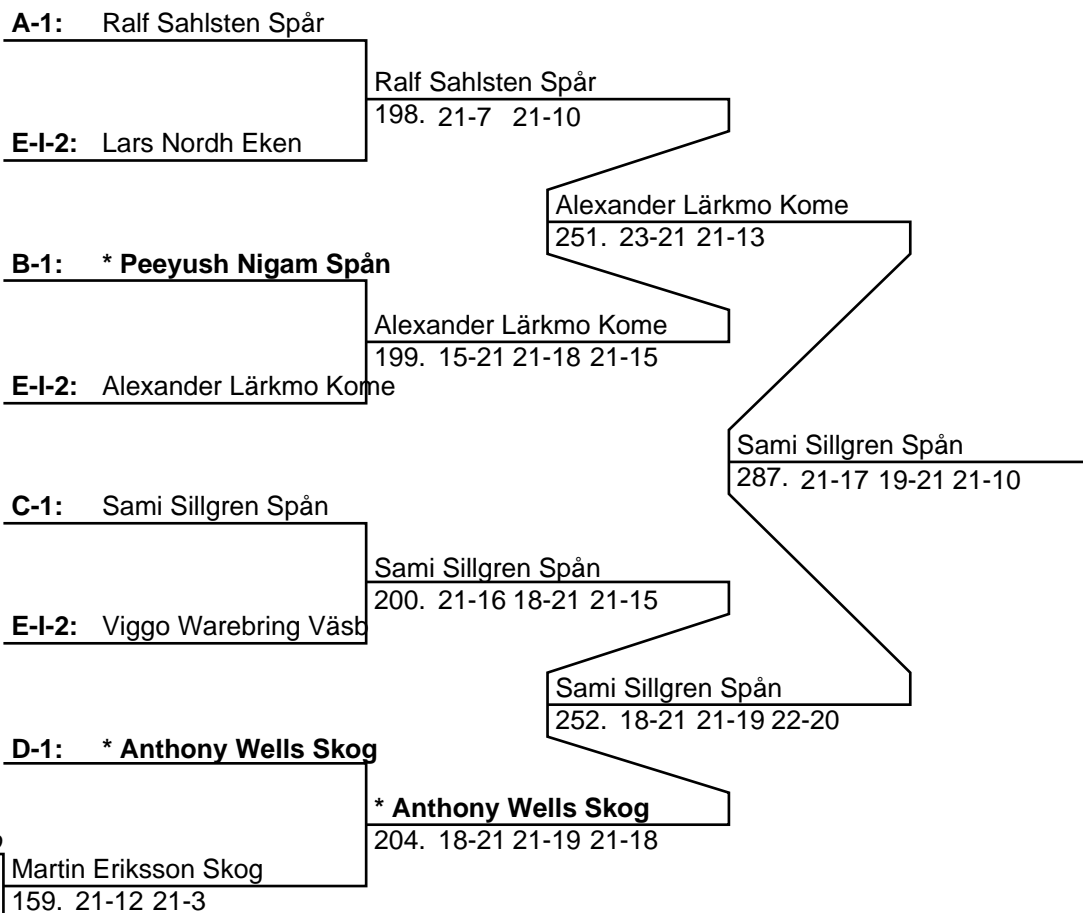 A-1: Ralf Sahlsten Spår
Ralf Sahlsten Spår
198. 21-7 21-10
E-I-2: Lars Nordh Eken
Alexander Lärkmo Kome
251. 23-21 21-13
B-1: * Peeyush Nigam Spån
Alexander Lärkmo Kome
199. 15-21 21-18 21-15
E-I-2: Alexander Lärkmo Kome
Sami Sillgren Spån
287. 21-17 19-21 21-10
C-1: Sami Sillgren Spån
Sami Sillgren Spån
200. 21-16 18-21 21-15
E-I-2: Viggo Warebring Väsb
Sami Sillgren Spån
252. 18-21 21-19 22-20
D-1: * Anthony Wells Skog
* Anthony Wells Skog
204. 18-21 21-19 21-18
Martin Eriksson Skog
159. 21-12 21-3